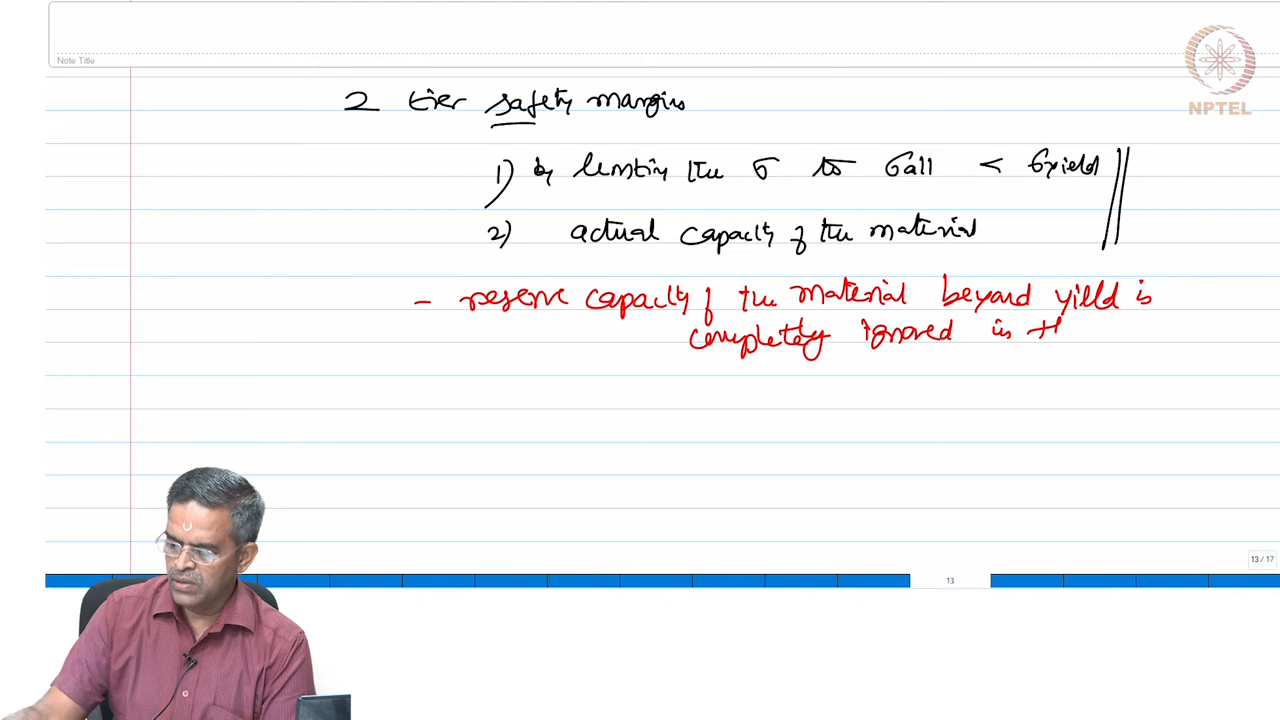 Note Title
NPTEL
2 tier safety margins
1) by limiting the σ to σall < σyield
2) actual capacity of the material
- reserve capacity of the material beyond yield is
completely ignored in th
13 / 17
13